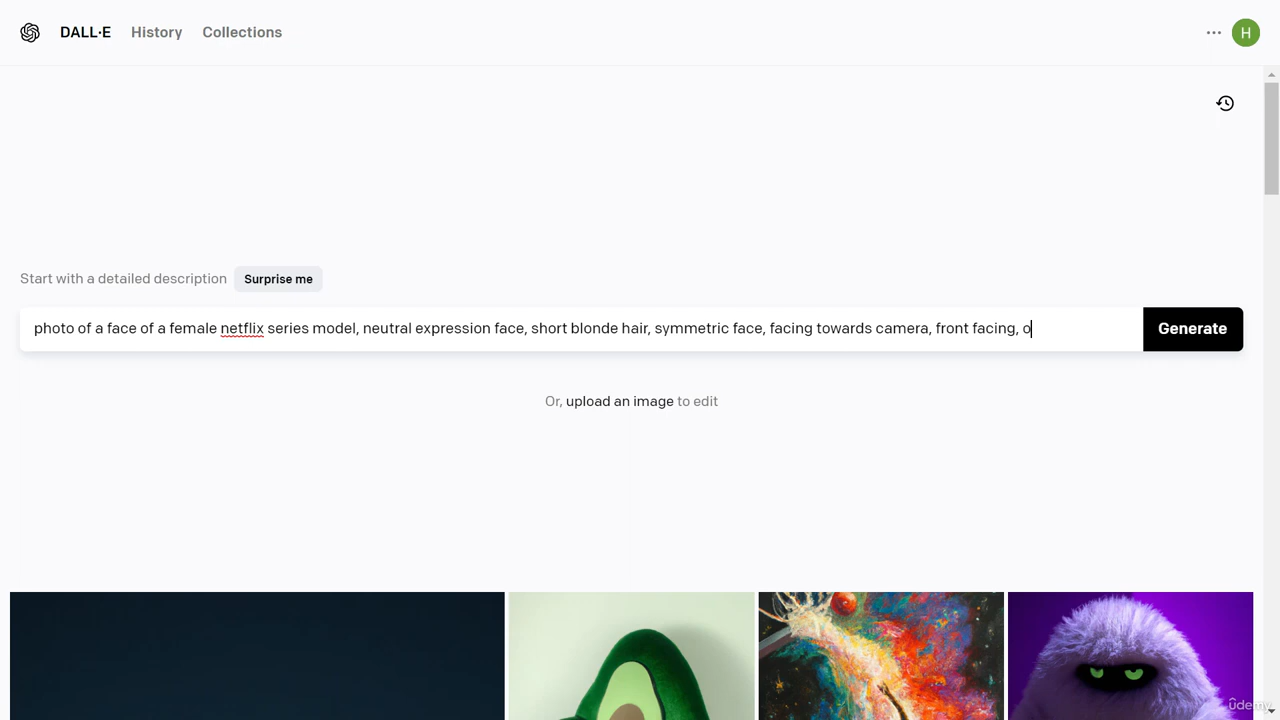 DALL·E History Collections
H
Start with a detailed description Surprise me
photo of a face of a female netflix series model, neutral expression face, short blonde hair, symmetric face, facing towards camera, front facing, o Generate
Or, upload an image to edit
ûdemy